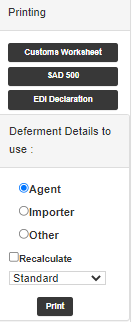 Printing
Customs Worksheet
SAD 500
EDI Declaration
Deferment Details to
use :
Agent
Importer
Other
Recalculate
Standard
Print